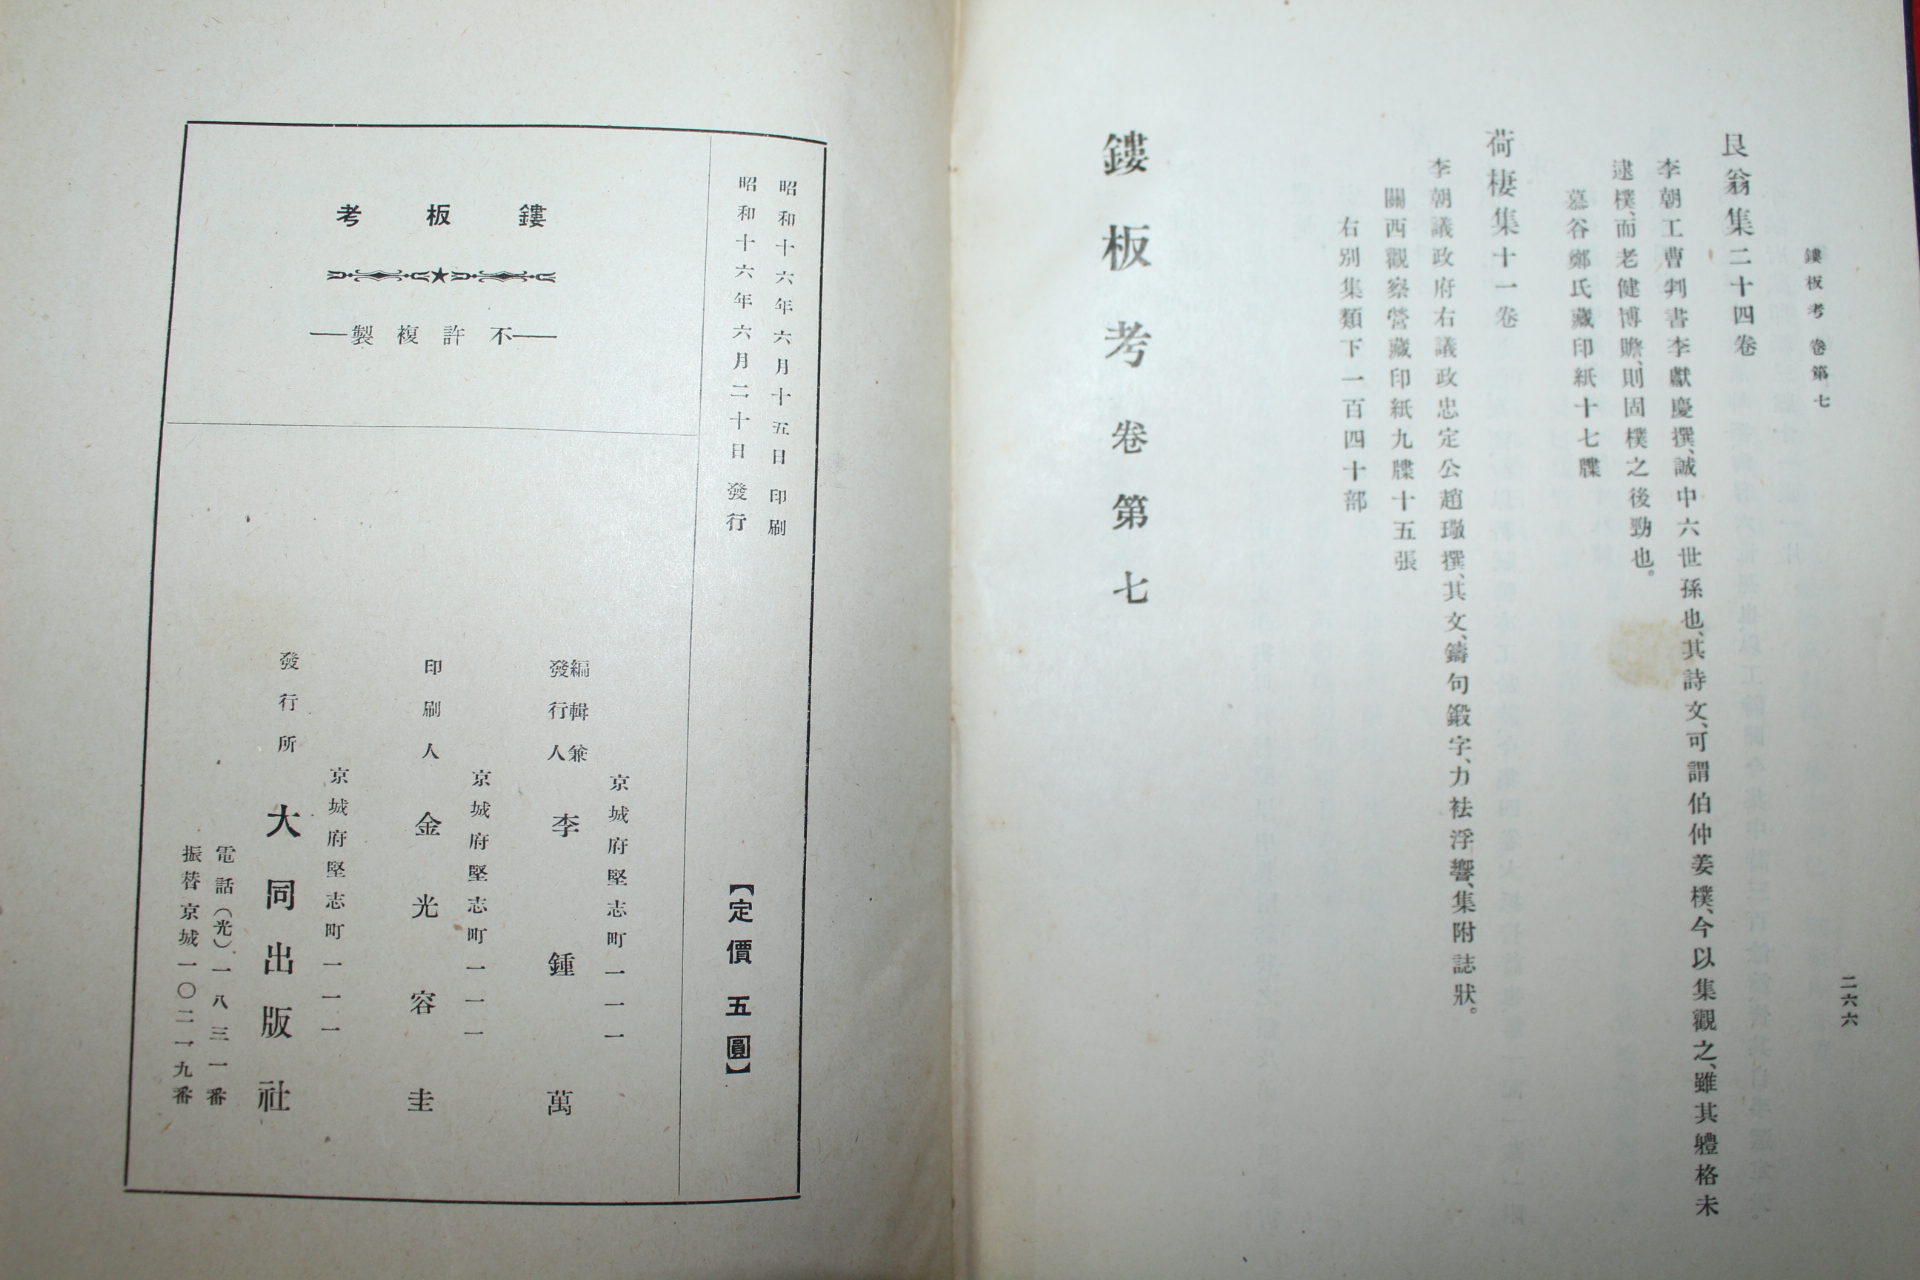 鏤板考 卷第七
二六六
艮翁集二十四卷
李朝工曹判書李獻慶撰、誠中六世孫也、其詩文、可謂伯仲姜樸、今以集觀之、雖其軆格未
逮樸、而老健博贍、則固樸之後勁也。
慕谷鄭氏藏印紙十七牒
荷棲集十一卷
李朝議政府右議政忠定公趙璥撰、其文、鑄句鍛字、力袪浮響、集附誌狀。
關西觀察營藏印紙九牒十五張
右別集類下一百四十部
鏤板考卷第七
昭和十六年六月十五日印刷
昭和十六年六月二十日發行
【定價五圓】
鏤板考
不許複製
京城府堅志町一一一
編輯兼發行人 李鍾萬
京城府堅志町一一一
印刷人 金光容圭
京城府堅志町一一一
發行所 大同出版社
電話(光)一八三一番
振替京城一〇二一九番